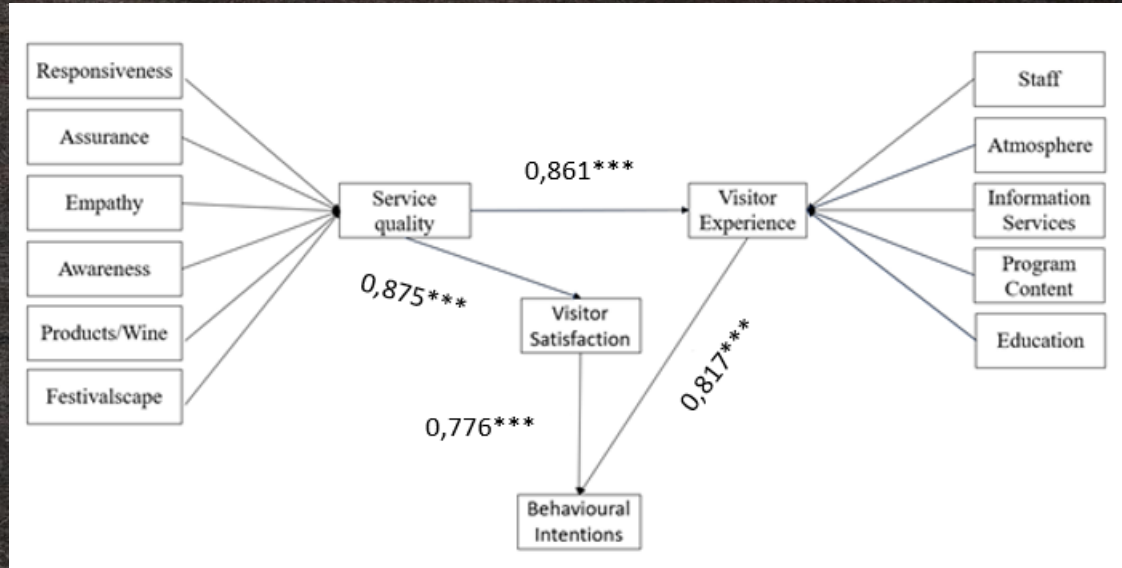 Responsiveness
Assurance
Empathy
Awareness
Products/Wine
Festivalscape
Service
quality
0,861***
0,875***
Visitor
Satisfaction
0,776***
Visitor
Experience
0,817***
Behavioural
Intentions
Staff
Atmosphere
Information
Services
Program
Content
Education